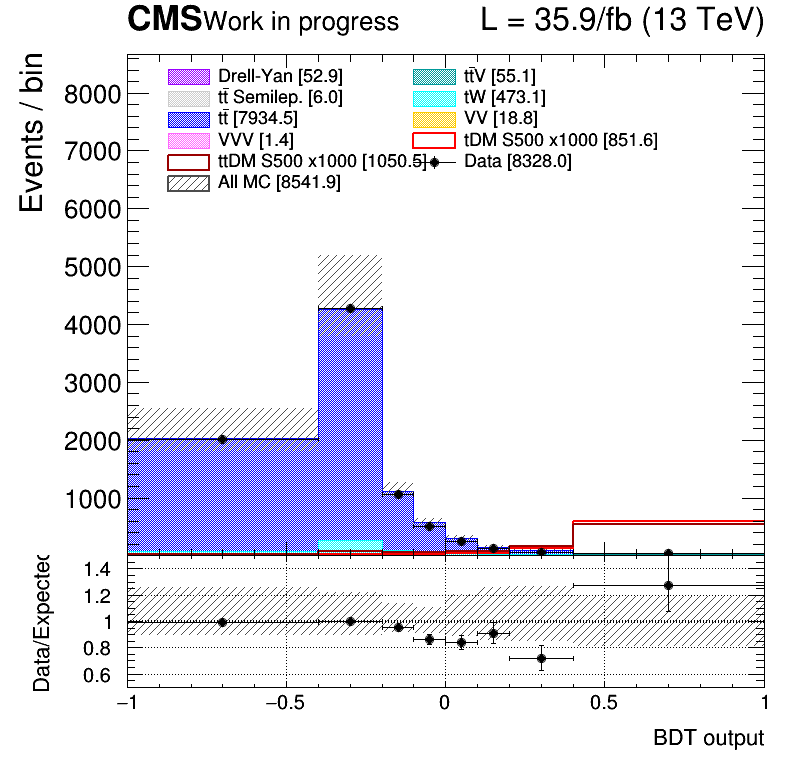 CMS Work in progress L = 35.9/fb (13 TeV)
Events / bin
Drell-Yan [52.9] tt̄V [55.1]
tt̄ Semilep. [6.0] tW [473.1]
tt̄ [7934.5] VV [18.8]
VVV [1.4] tDM S500 x1000 [851.6]
ttDM S500 x1000 [1050.5] Data [8328.0]
All MC [8541.9]
8000
7000
6000
5000
4000
3000
2000
1000
Data/Expected
1.4
1.2
1
0.8
0.6
−1 −0.5 0 0.5 1
BDT output